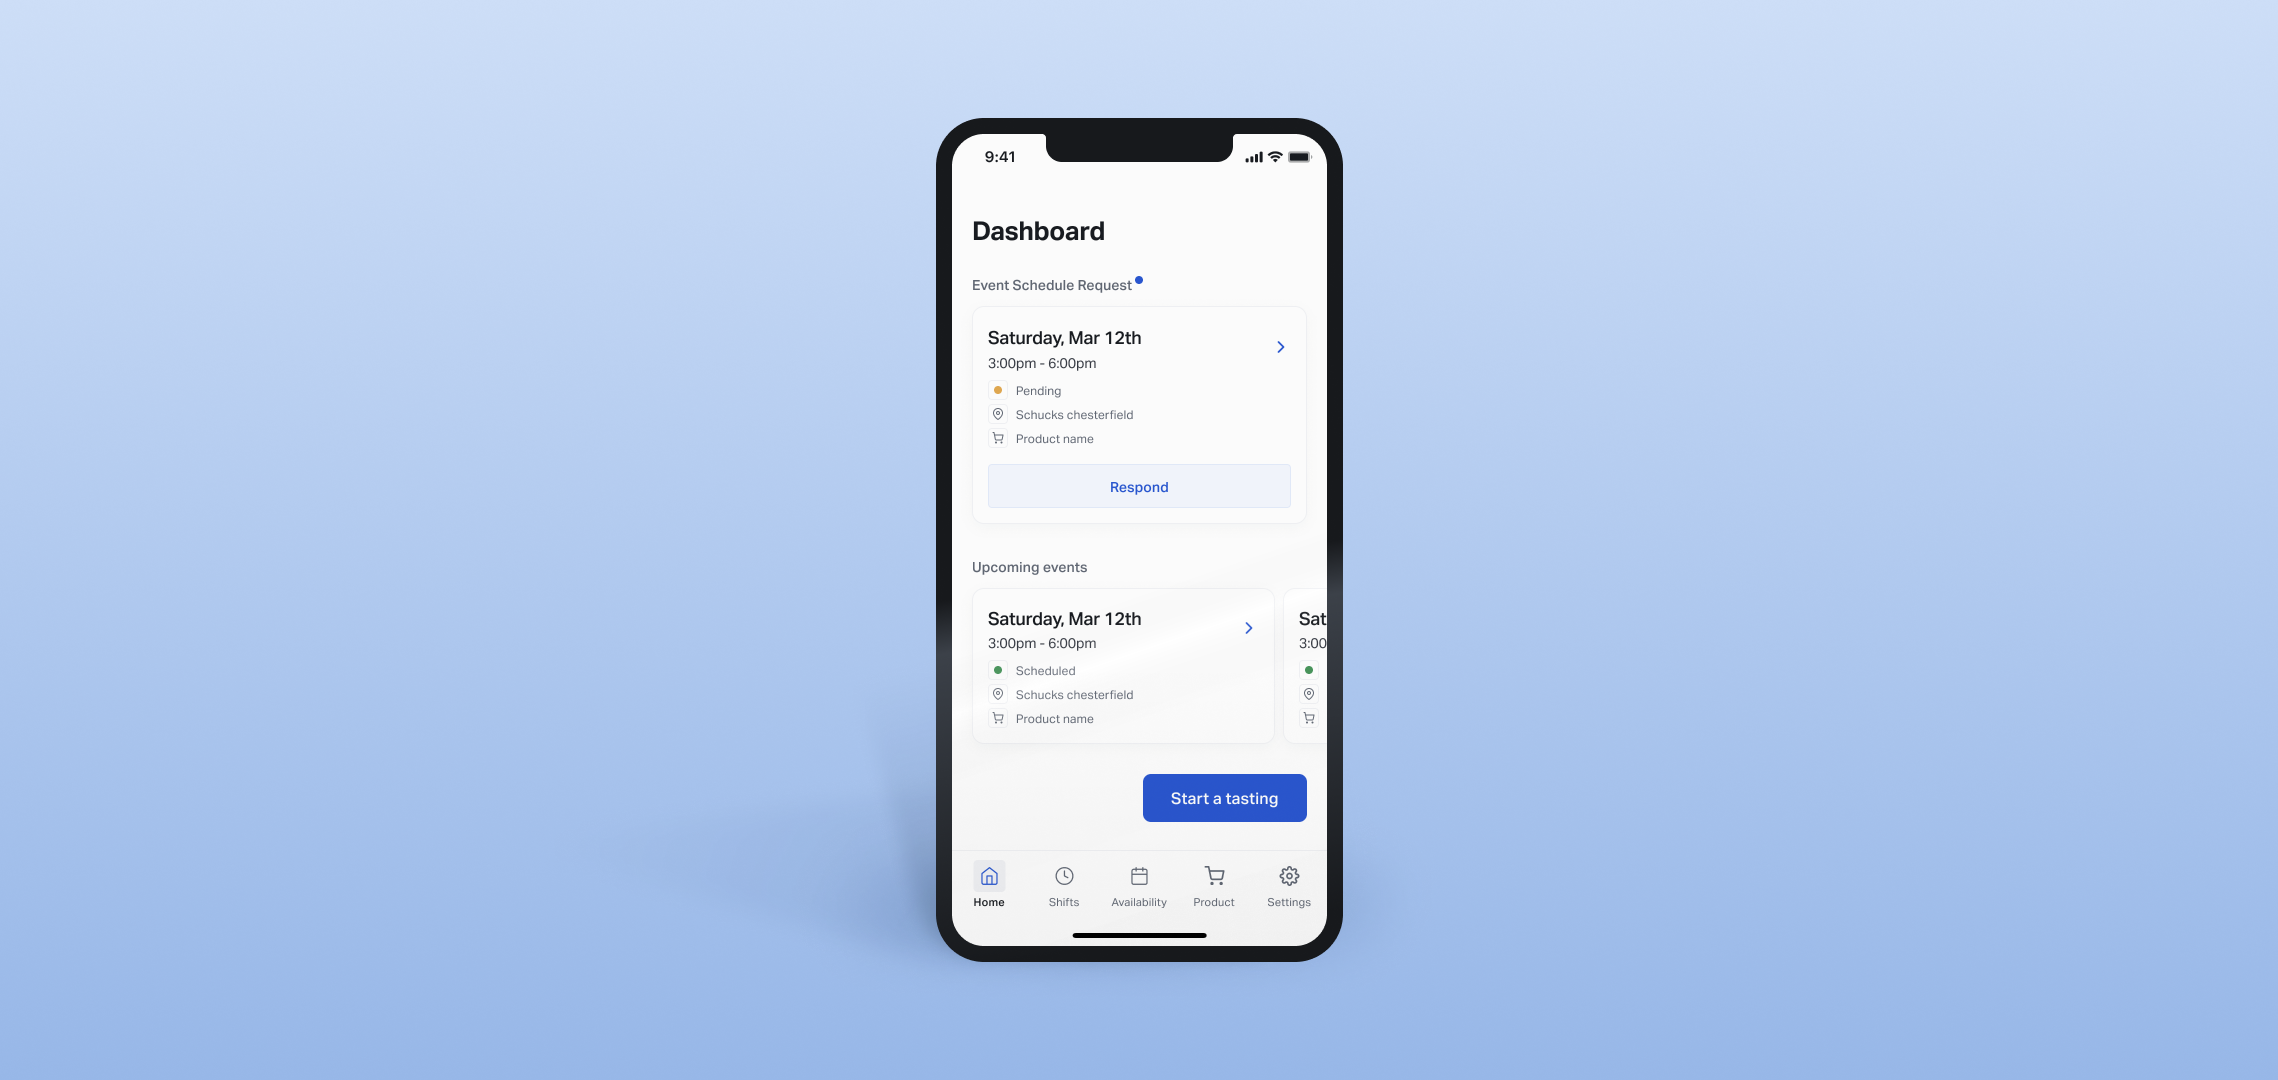 9:41
Dashboard
Event Schedule Request
Saturday, Mar 12th
3:00pm - 6:00pm
Pending
Schucks chesterfield
Product name
Respond
Upcoming events
Saturday, Mar 12th
3:00pm - 6:00pm
Scheduled
Schucks chesterfield
Product name
Sat
3:00
Start a tasting
Home Shifts Availability Product Settings